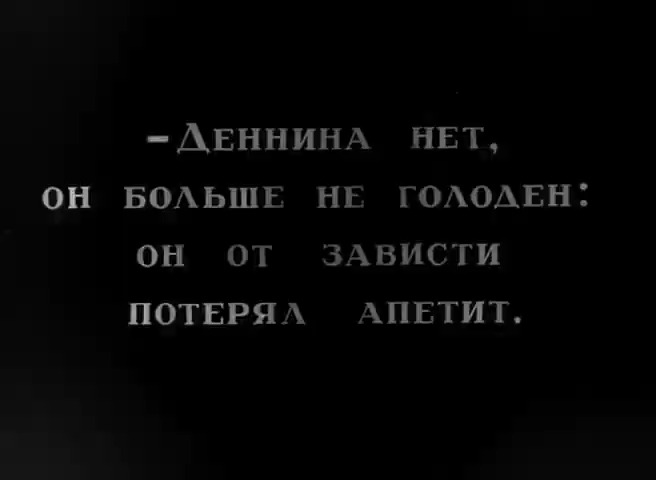 – Деннина нет,
он больше не голоден:
он от зависти
потерял апетит.